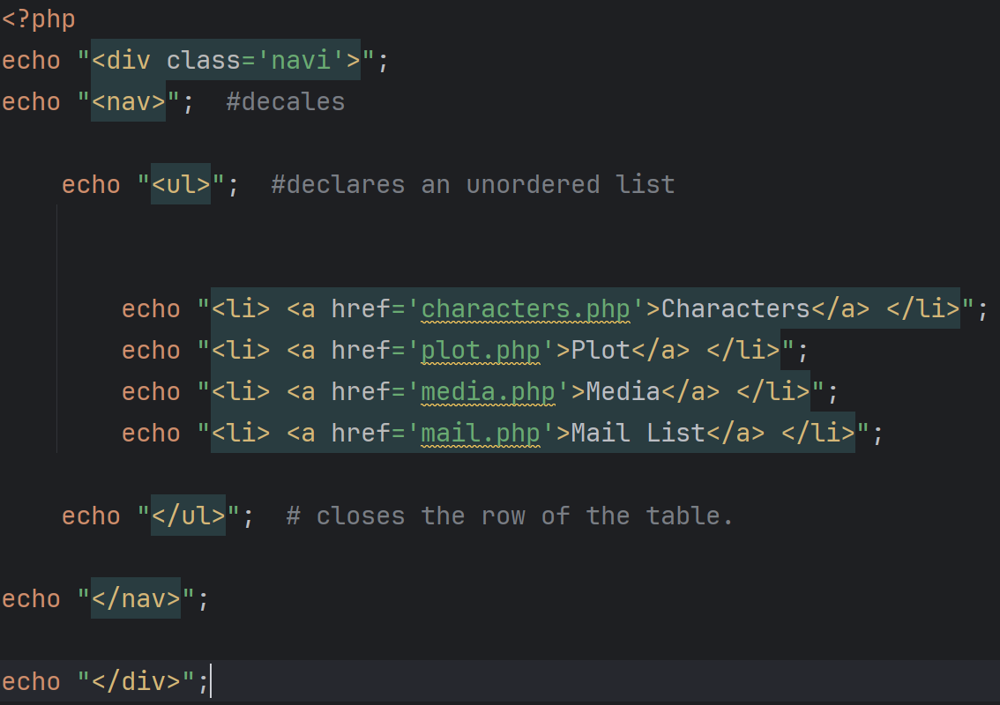 <?php
echo "<div class='navi'>";
echo "<nav>";  #decales
echo "<ul>";  #declares an unordered list
echo "<li> <a href='characters.php'>Characters</a> </li>";
echo "<li> <a href='plot.php'>Plot</a> </li>";
echo "<li> <a href='media.php'>Media</a> </li>";
echo "<li> <a href='mail.php'>Mail List</a> </li>";
echo "</ul>";  # closes the row of the table.
echo "</nav>";
echo "</div>";